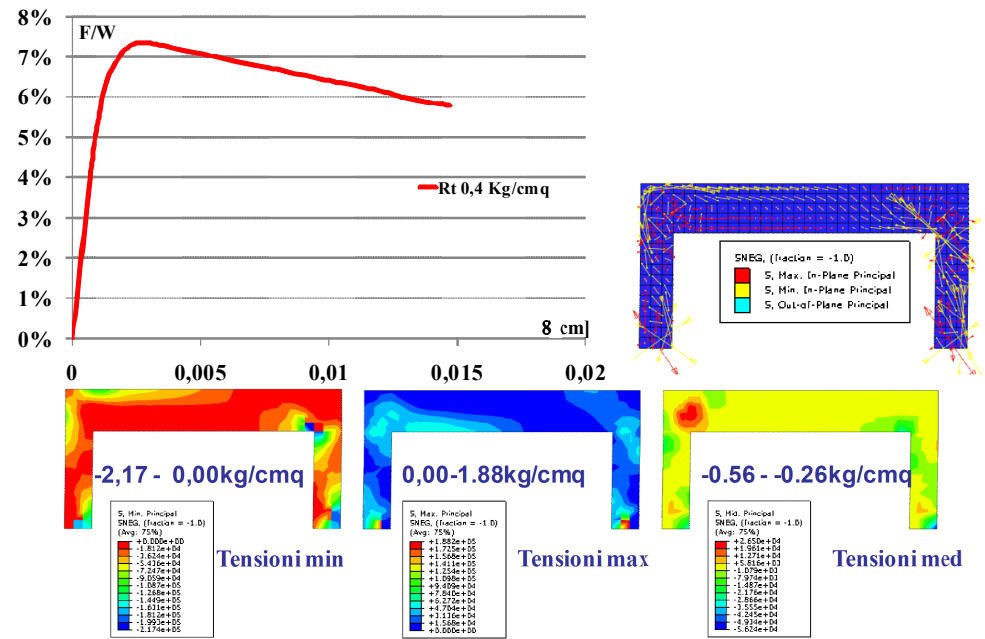 8%
F/W
7%
6%
5%
4%
Rt 0,4 Kg/cmq
3%
2%
1%
8 cm]
0%
0
0,005
0,01
0,015
0,02
SNEG, (fraction = -1.0)
S, Max. In-Plane Principal
S, Min. In-Plane Principal
S, Out-of-Plane Principal
-2,17 - 0,00kg/cmq
0,00-1.88kg/cmq
-0.56 - -0.26kg/cmq
S, Min. Principal
SNEG, (fraction = -1.0)
(Avg: 75%)
+0.000e+00
-1.812e+04
-3.624e+04
-5.436e+04
-7.247e+04
-9.059e+04
-1.087e+05
-1.268e+05
-1.449e+05
-1.631e+05
-1.812e+05
-1.993e+05
-2.174e+05
Tensioni min
S, Max. Principal
SNEG, (fraction = -1.0)
(Avg: 75%)
+1.882e+05
+1.725e+05
+1.568e+05
+1.411e+05
+1.254e+05
+1.098e+05
+9.409e+04
+7.840e+04
+6.272e+04
+4.704e+04
+3.136e+04
+1.568e+04
+0.000e+00
Tensioni max
S, Mid. Principal
SNEG, (fraction = -1.0)
(Avg: 75%)
+2.650e+04
+1.961e+04
+1.271e+04
+5.816e+03
-1.079e+03
-7.974e+03
-1.487e+04
-2.176e+04
-2.866e+04
-3.555e+04
-4.245e+04
-4.934e+04
-5.624e+04
Tensioni med